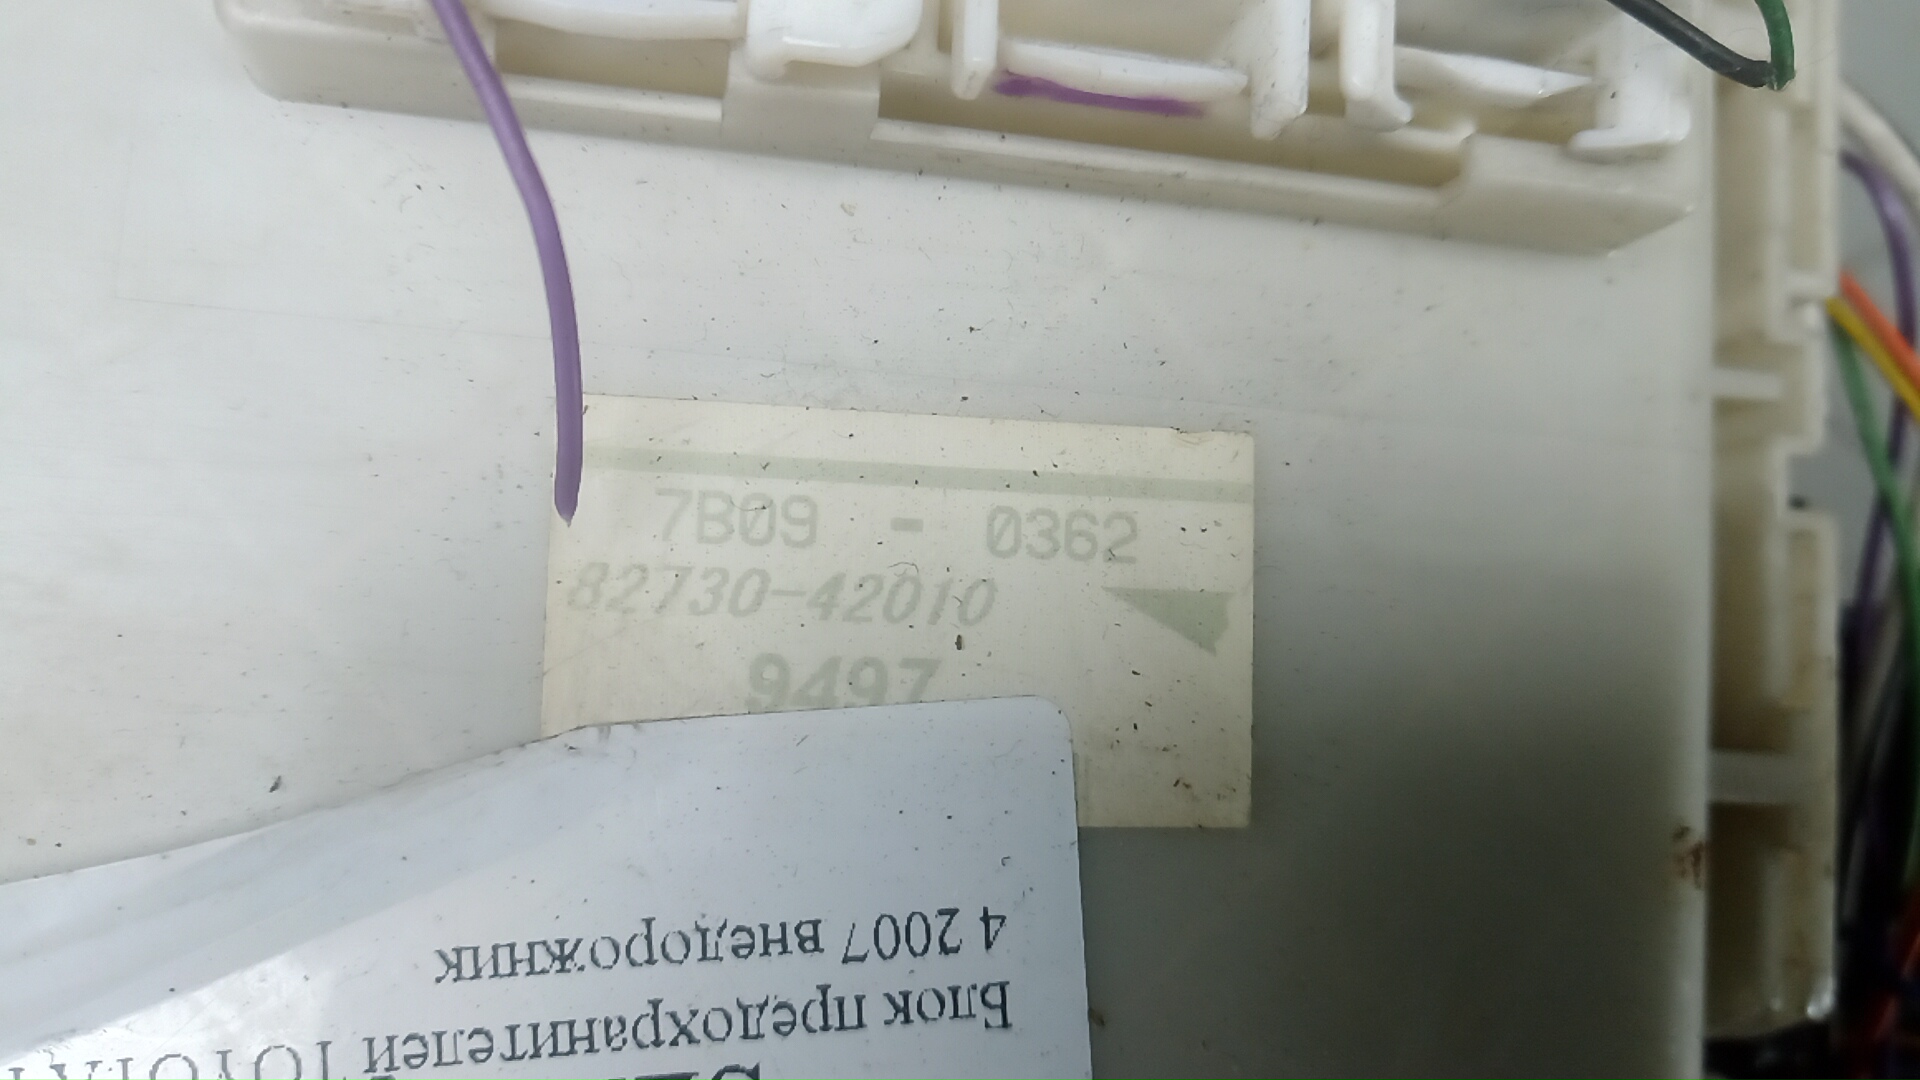 7B09 - 0362
82730-42010
9497
Блок предохранителей TOYOTA
4 2007 внедорожник